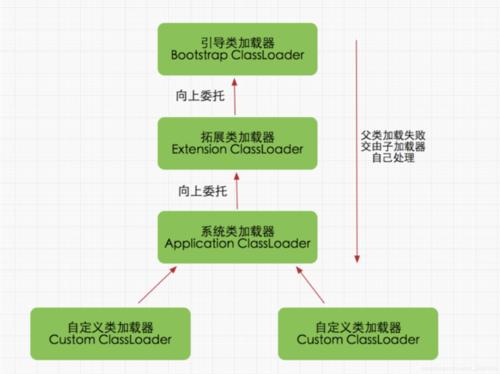 引导类加载器
Bootstrap ClassLoader
向上委托
拓展类加载器
Extension ClassLoader
父类加载失败
交由子加载器
自己处理
向上委托
系统类加载器
Application ClassLoader
自定义类加载器
Custom ClassLoader
自定义类加载器
Custom ClassLoader